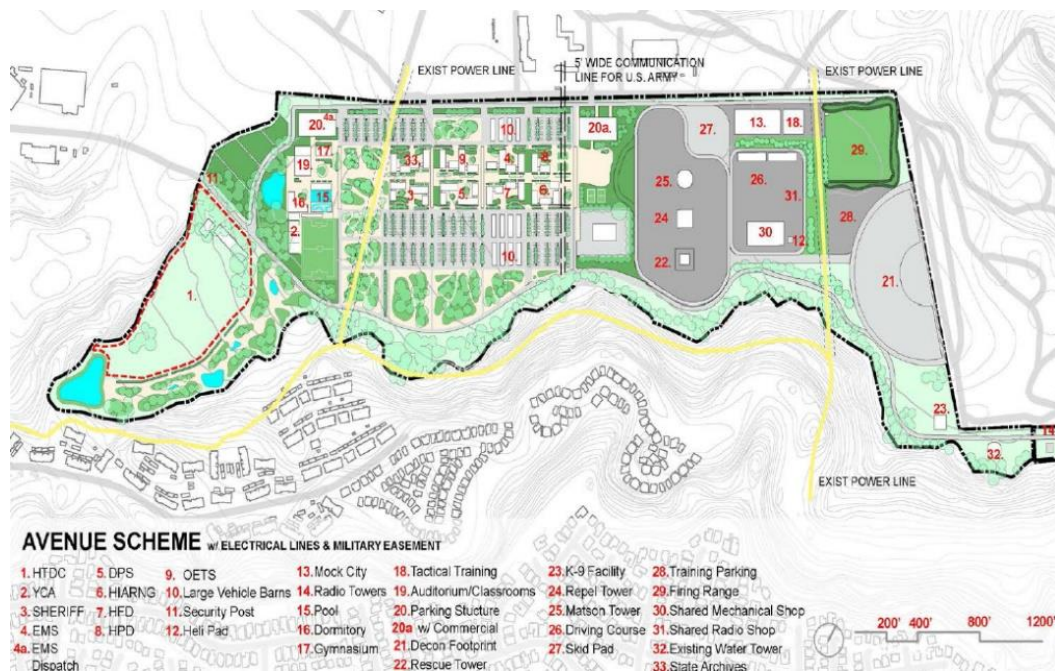 EXIST POWER LINE
5' WIDE COMMUNICATION
LINE FOR U.S. ARMY
EXIST POWER LINE
4a.
20.
10.
20a.
27.
13.
18.
17.
19.
33.
9.
4.
8.
29.
11.
26.
25.
31.
16.
15.
3.
5.
7.
6.
28.
2.
24.
30
12.
10.
22.
21.
1.
23.
14
32.
EXIST POWER LINE
AVENUE SCHEME w/ ELECTRICAL LINES & MILITARY EASEMENT
1. HTDC
2. YCA
3. SHERIFF
4. EMS
4a. EMS
Dispatch
5. DPS
6. HIARNG
7. HFD
8. HPD
9. OETS
10. Large Vehicle Barns
11. Security Post
12. Heli Pad
13. Mock City
14. Radio Towers
15. Pool
16. Dormitory
17. Gymnasium
18. Tactical Training
19. Auditorium/Classrooms
20. Parking Stucture
20a w/ Commercial
21. Decon Footprint
22. Rescue Tower
23. K-9 Facility
24. Repel Tower
25. Matson Tower
26. Driving Course
27. Skid Pad
28. Training Parking
29. Firing Range
30 Shared Mechanical Shop
31. Shared Radio Shop
32. Existing Water Tower
33. State Archives
200' 400' 800' 1200'